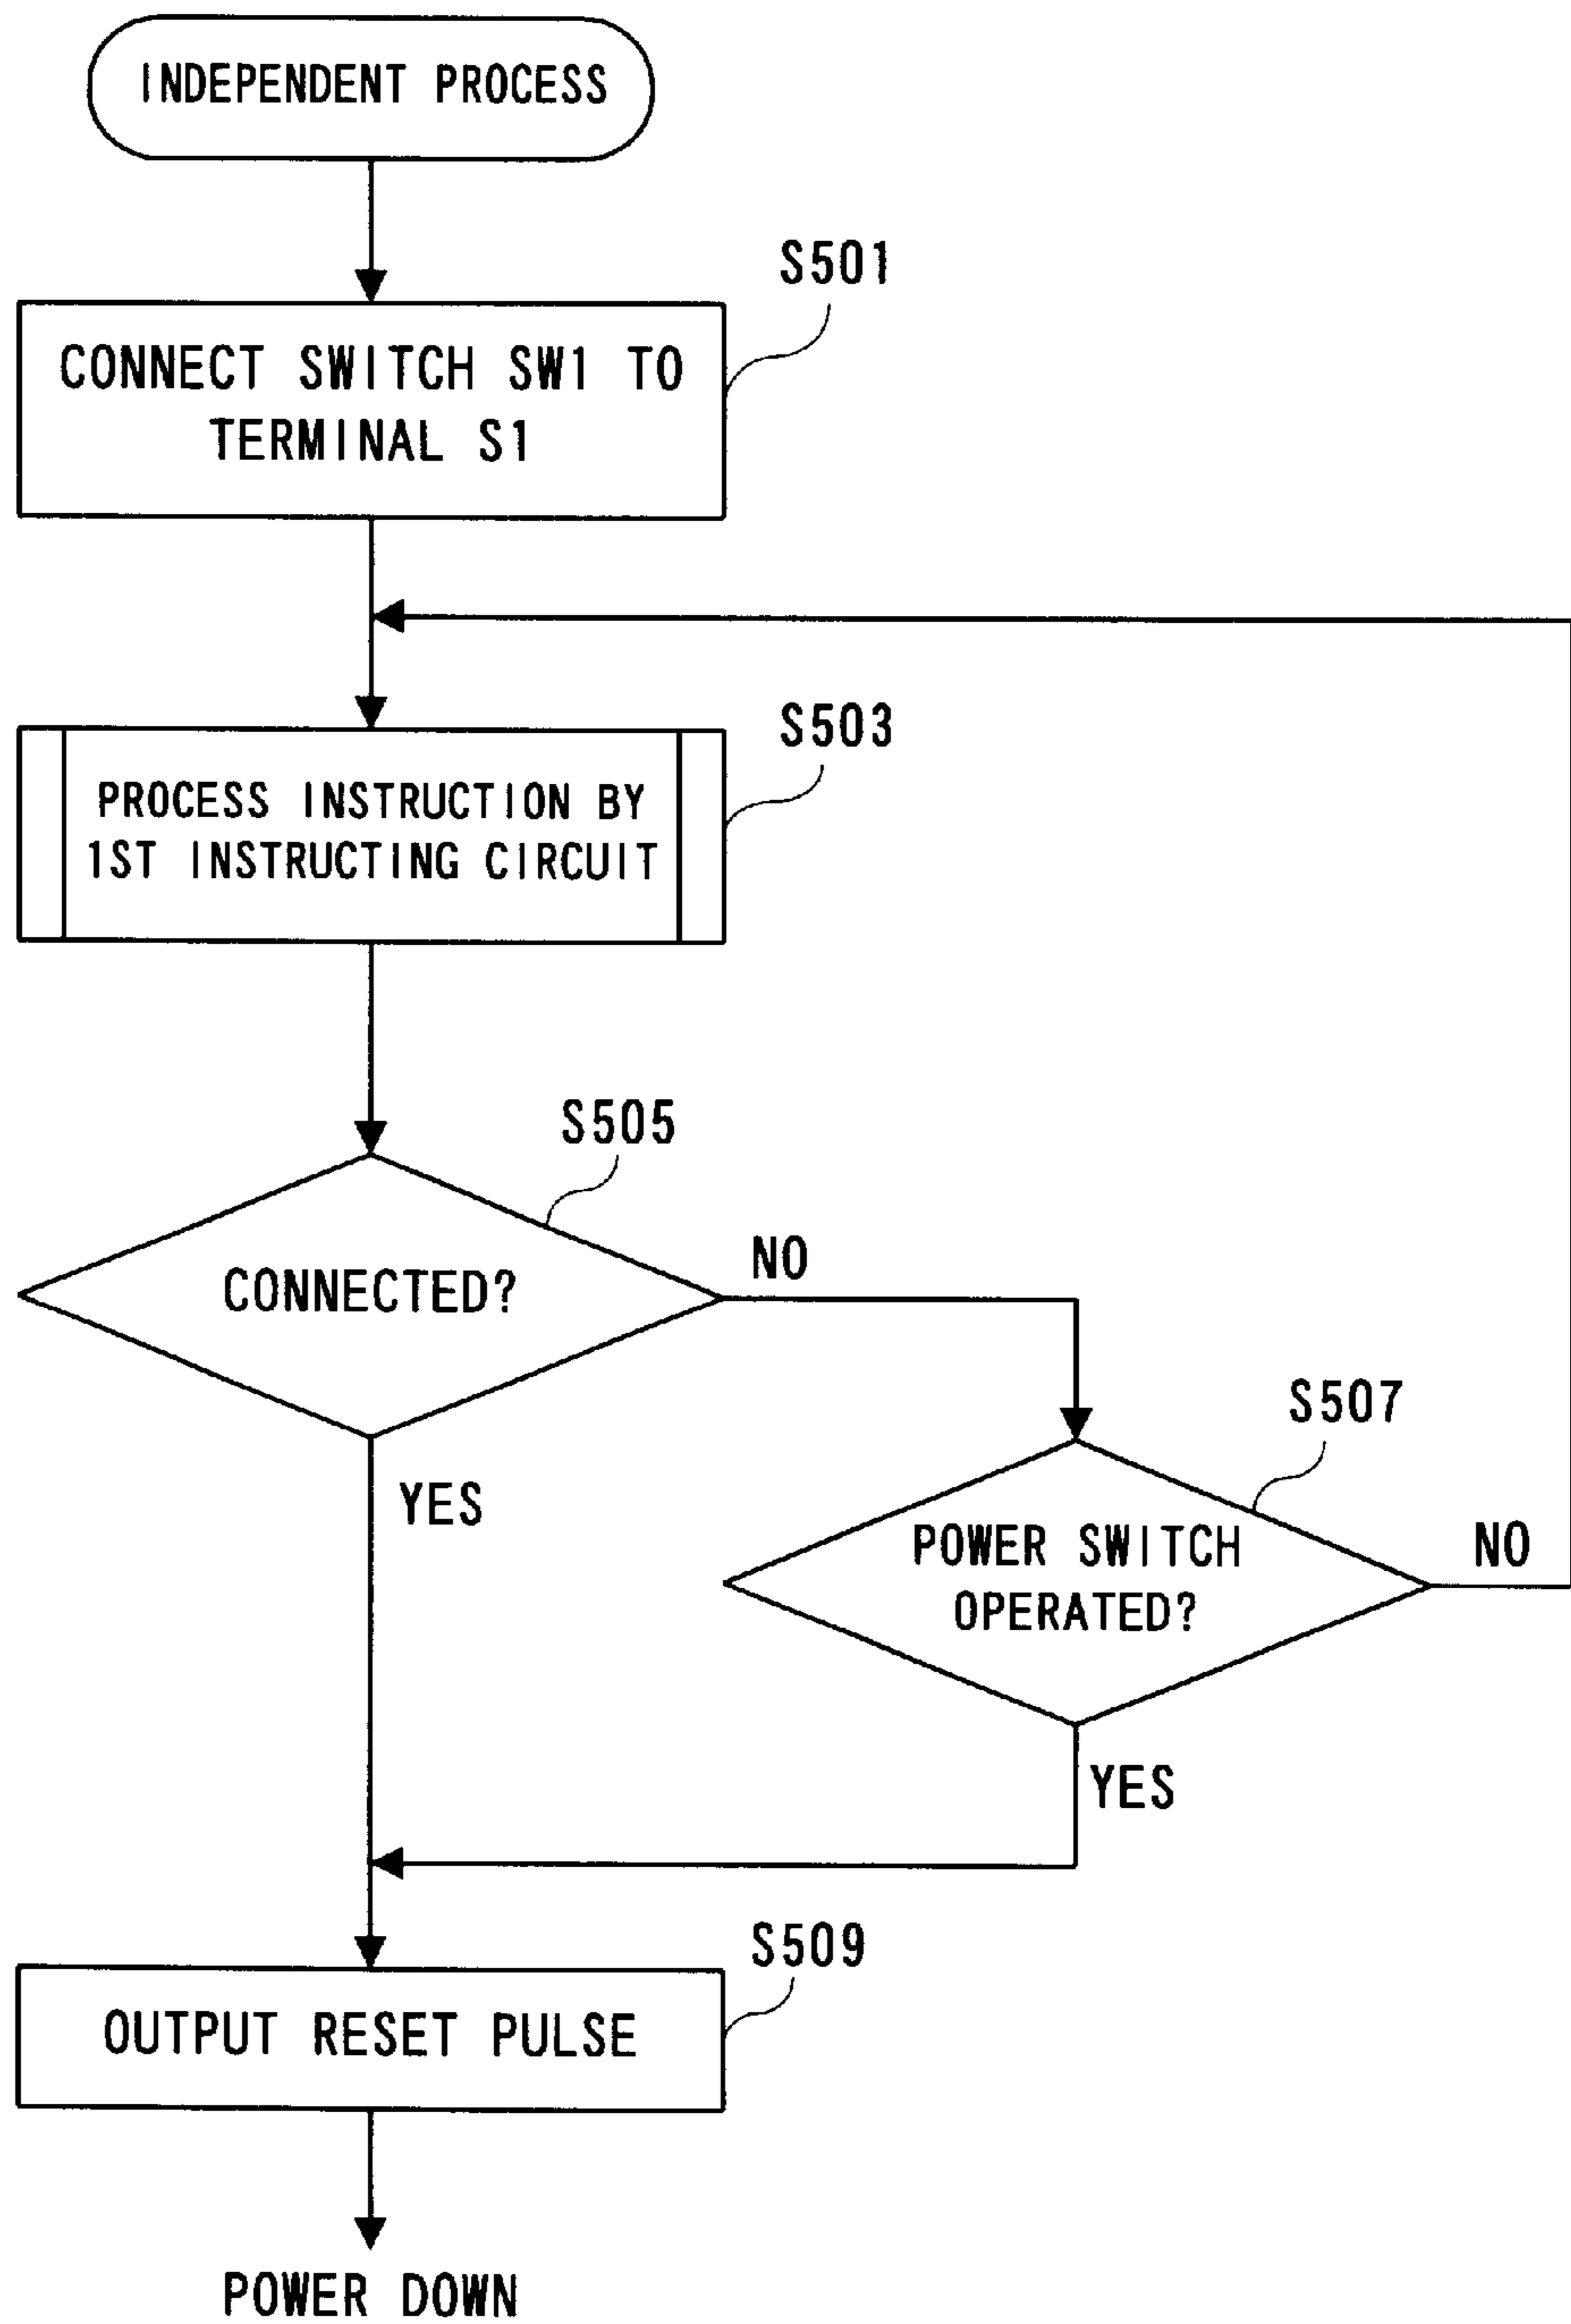 INDEPENDENT PROCESS
S501
CONNECT SWITCH SW1 TO
TERMINAL S1
S503
PROCESS INSTRUCTION BY
1ST INSTRUCTING CIRCUIT
S505
CONNECTED?
NO
S507
YES
POWER SWITCH
OPERATED?
NO
YES
S509
OUTPUT RESET PULSE
POWER DOWN